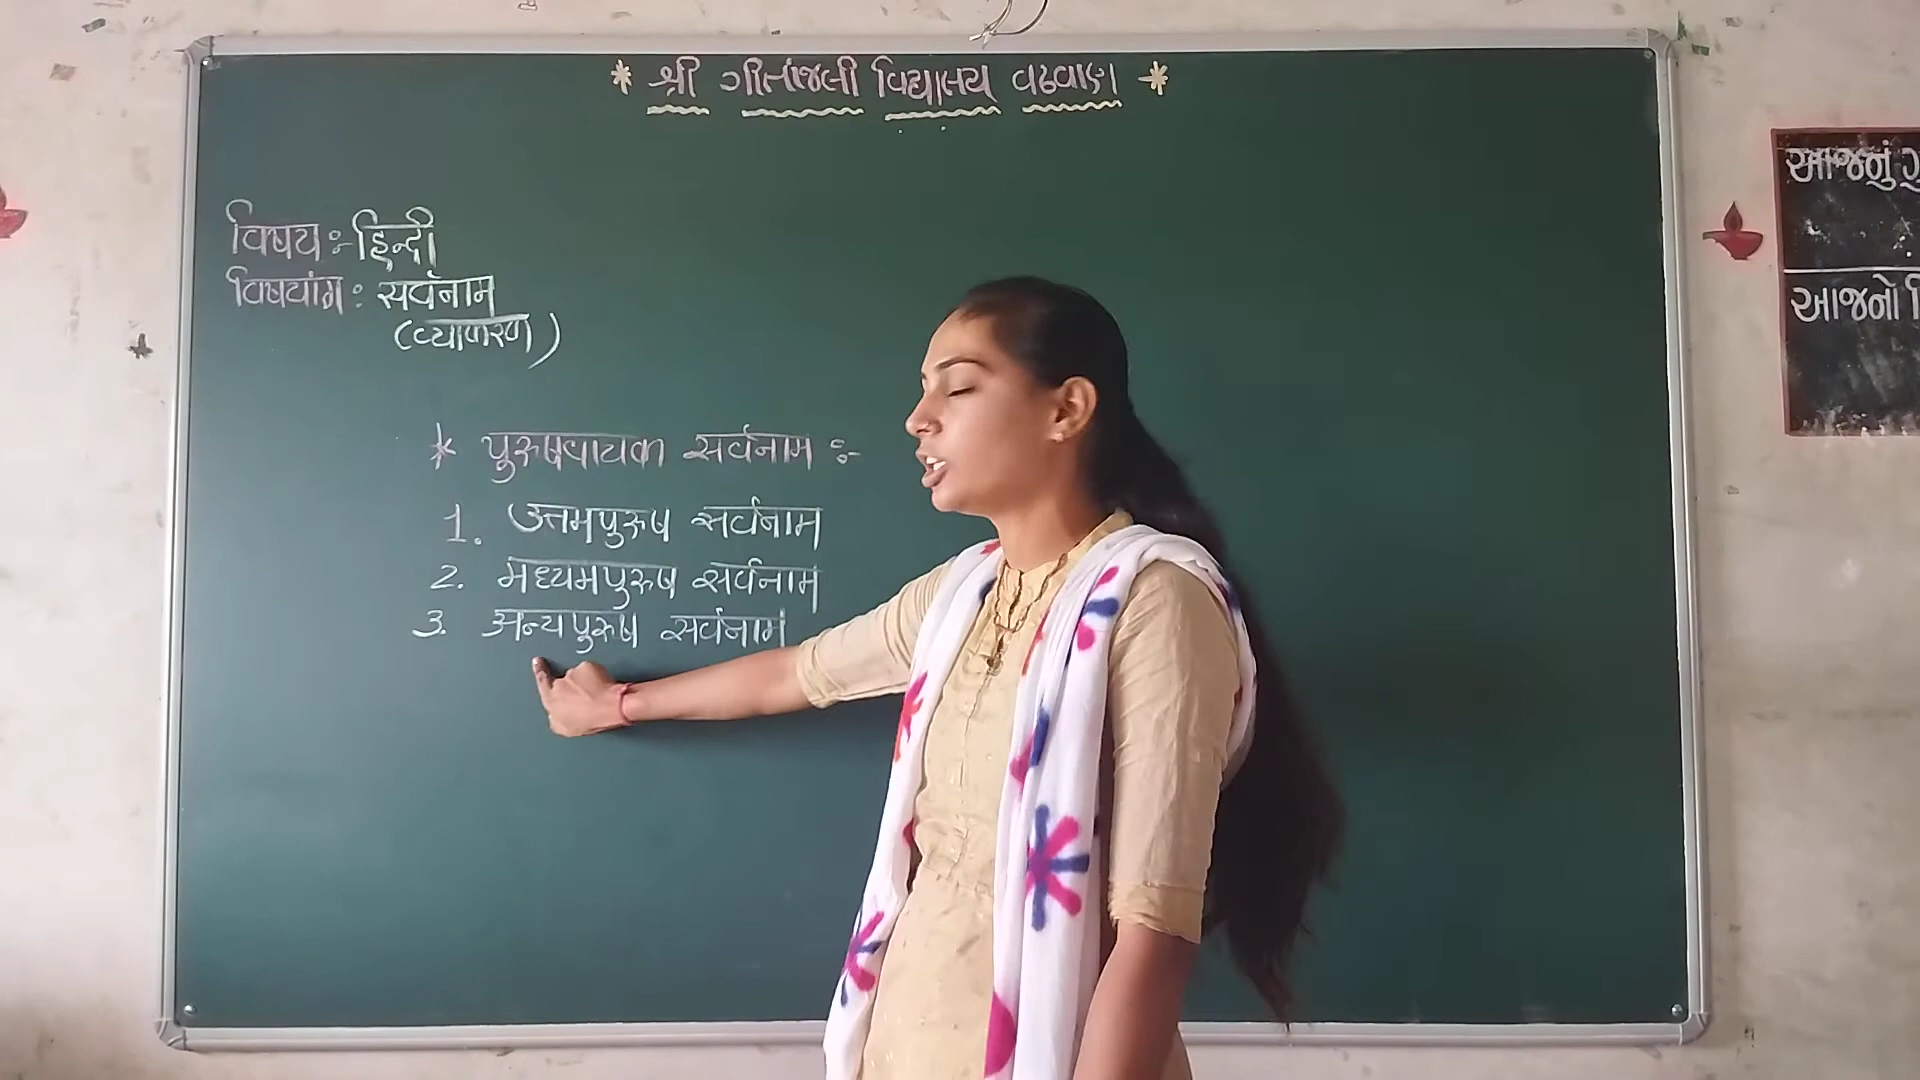 * श्री गीतांजली विद्यालय वढवाण *
विषय :- हिन्दी
विषयांग : सर्वनाम
(व्याकरण)
* पुरुषवाचक सर्वनाम :-
1. उत्तमपुरुष सर्वनाम
2. मध्यमपुरुष सर्वनाम
3. अन्यपुरुष सर्वनाम
આજનું
આજનો